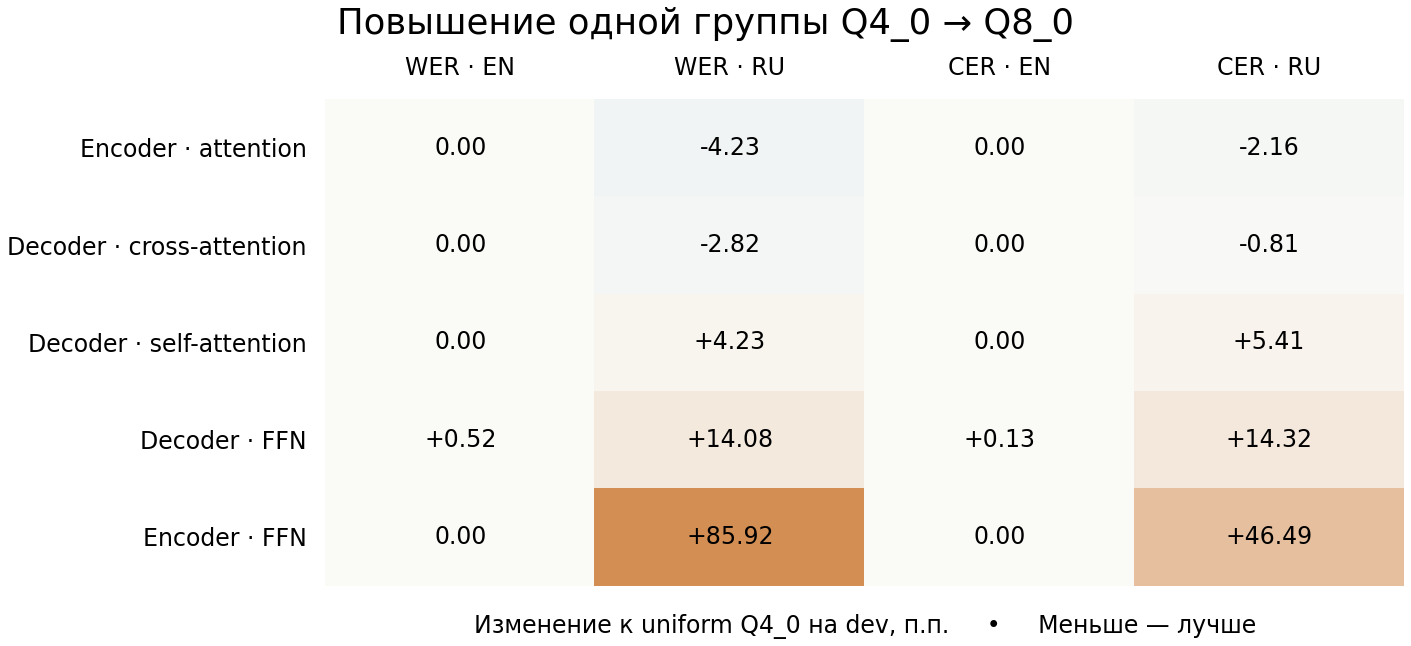 Повышение одной группы Q4_0 → Q8_0
WER · EN WER · RU CER · EN CER · RU
Encoder · attention 0.00 -4.23 0.00 -2.16
Decoder · cross-attention 0.00 -2.82 0.00 -0.81
Decoder · self-attention 0.00 +4.23 0.00 +5.41
Decoder · FFN +0.52 +14.08 +0.13 +14.32
Encoder · FFN 0.00 +85.92 0.00 +46.49
Изменение к uniform Q4_0 на dev, п.п. • Меньше — лучше